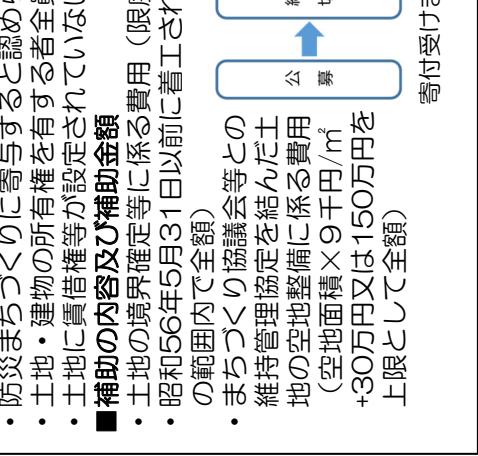 ・防災まちづくりに寄与すると認め
・土地・建物の所有権を有する者全
・土地に賃借権等が設定されていな
■補助の内容及び補助金額
・土地の境界確定等に係る費用（限
・昭和56年5月31日以前に着工され
の範囲内で全額）
・まちづくり協議会等との
維持管理協定を結んだ土
地の空地整備に係る費用
（空地面積×９千円/㎡
+30万円又は150万円を
上限として全額）
公募
寄付受けま